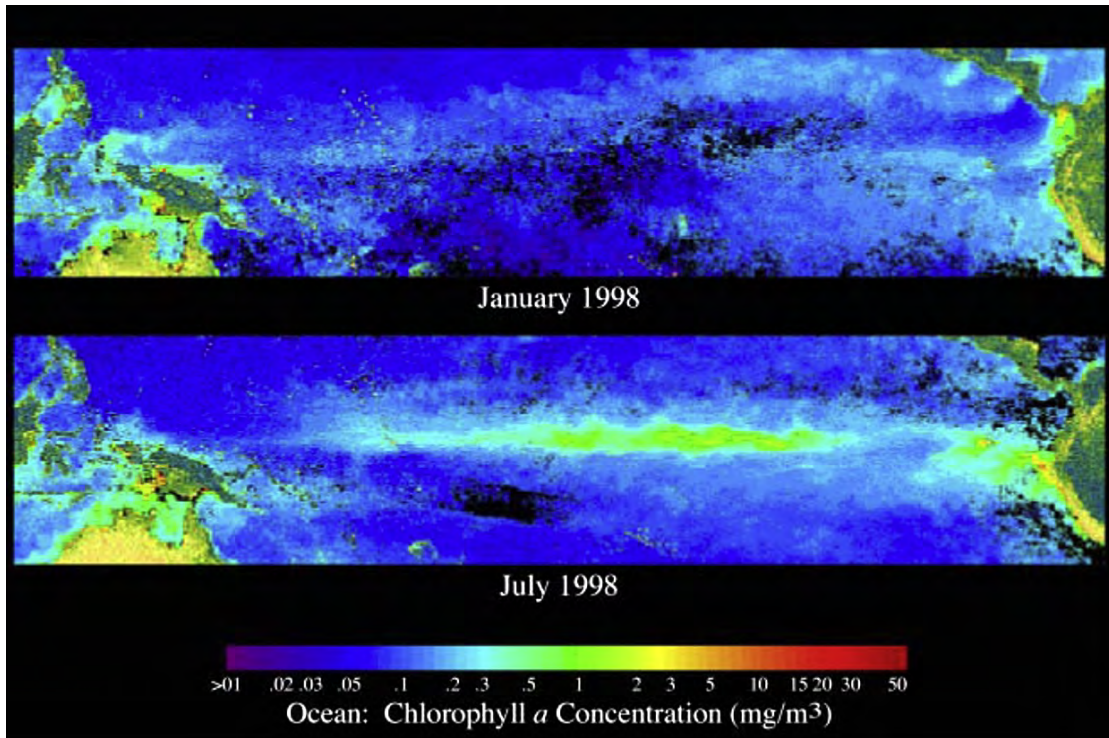 January 1998
July 1998
>01 .02 .03 .05 .1 .2 .3 .5 1 2 3 5 10 15 20 30 50
Ocean: Chlorophyll a Concentration (mg/m3)